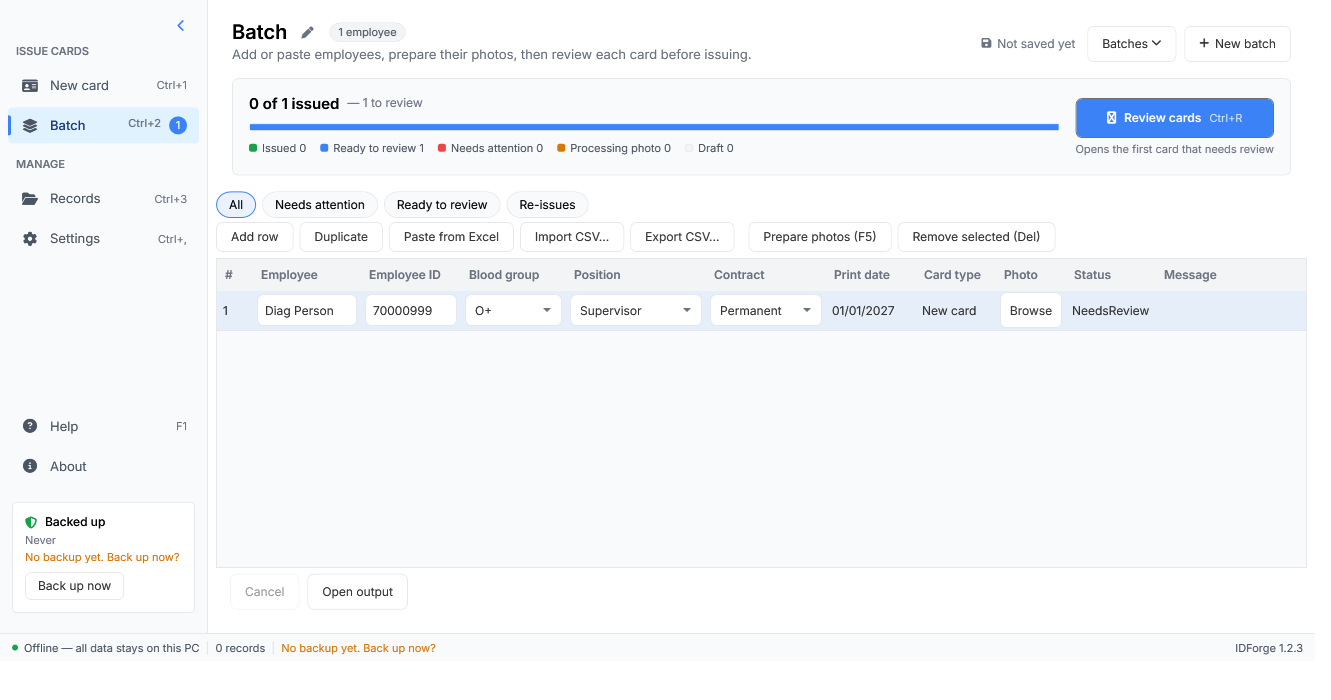 ISSUE CARDS
New card Ctrl+1
Batch Ctrl+2 1
MANAGE
Records Ctrl+3
Settings Ctrl+,
Help F1
About
Backed up
Never
No backup yet. Back up now?
Back up now
Batch 1 employee
Add or paste employees, prepare their photos, then review each card before issuing.
Not saved yet
Batches
+ New batch
0 of 1 issued — 1 to review
Issued 0 Ready to review 1 Needs attention 0 Processing photo 0 Draft 0
Review cards Ctrl+R
Opens the first card that needs review
All Needs attention Ready to review Re-issues
Add row Duplicate Paste from Excel Import CSV... Export CSV... Prepare photos (F5) Remove selected (Del)
# Employee Employee ID Blood group Position Contract Print date Card type Photo Status Message
1 Diag Person 70000999 O+ Supervisor Permanent 01/01/2027 New card Browse NeedsReview
Cancel Open output
Offline — all data stays on this PC 0 records No backup yet. Back up now? IDForge 1.2.3